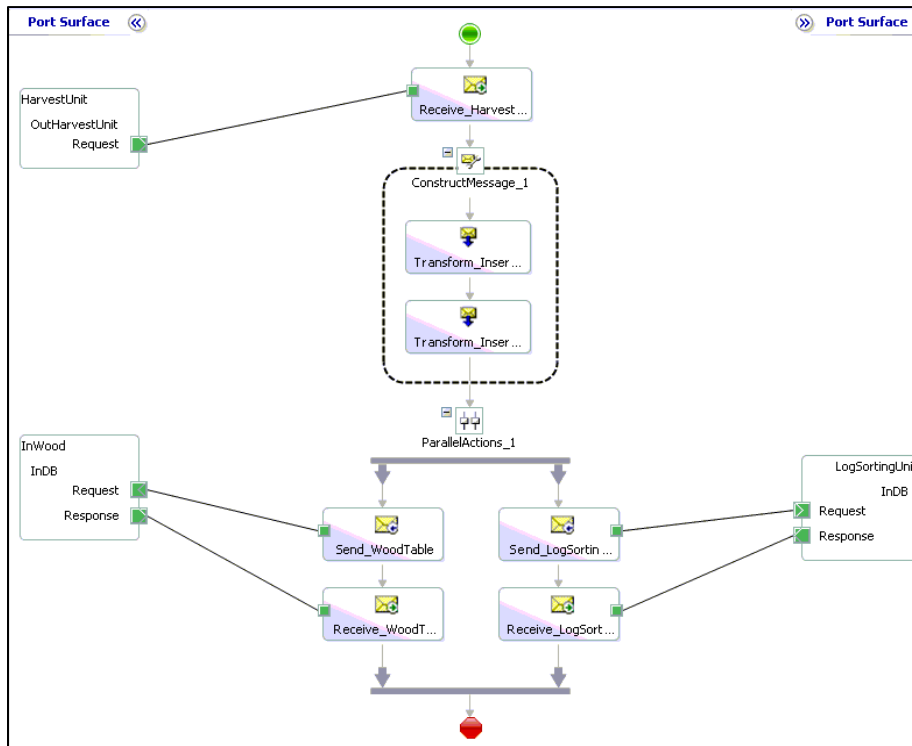 Port Surface
Port Surface
HarvestUnit
OutHarvestUnit
Request
Receive_Harvest ...
ConstructMessage_1
Transform_Inser ...
Transform_Inser ...
ParallelActions_1
InWood
InDB
Request
Response
LogSortingUni
InDB
Request
Response
Send_WoodTable
Send_LogSortin ...
Receive_WoodT...
Receive_LogSort ...